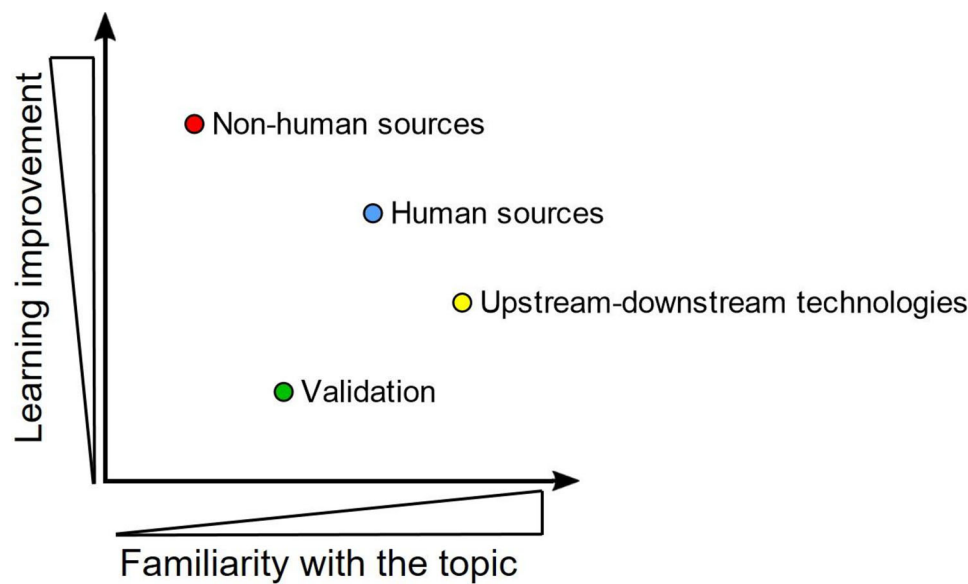 Learning improvement
Non-human sources
Human sources
Upstream-downstream technologies
Validation
Familiarity with the topic